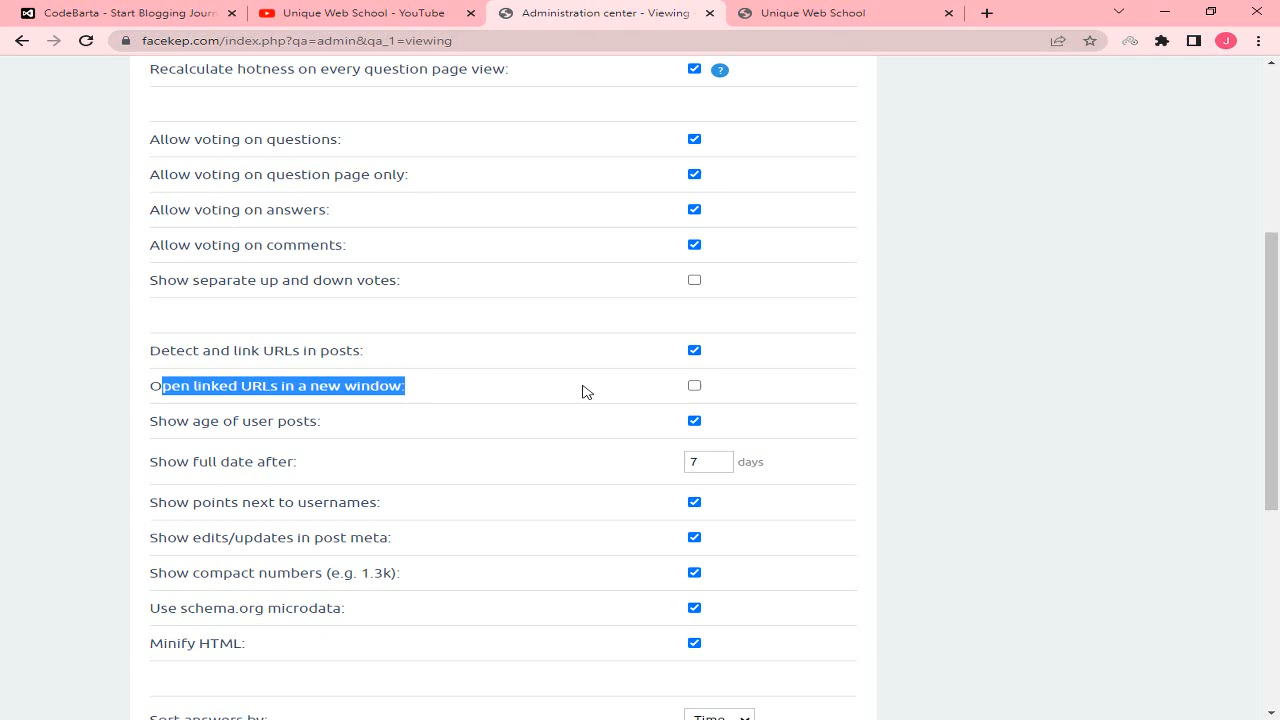 CodeBarta - Start Blogging Journ
Unique Web School - YouTube
Administration center - Viewing
Unique Web School
facekep.com/index.php?qa=admin&qa_1=viewing
J
Recalculate hotness on every question page view:
?
Allow voting on questions:
Allow voting on question page only:
Allow voting on answers:
Allow voting on comments:
Show separate up and down votes:
Detect and link URLs in posts:
Open linked URLs in a new window:
Show age of user posts:
Show full date after:
7 days
Show points next to usernames:
Show edits/updates in post meta:
Show compact numbers (e.g. 1.3k):
Use schema.org microdata:
Minify HTML:
Sort answers by:
Time